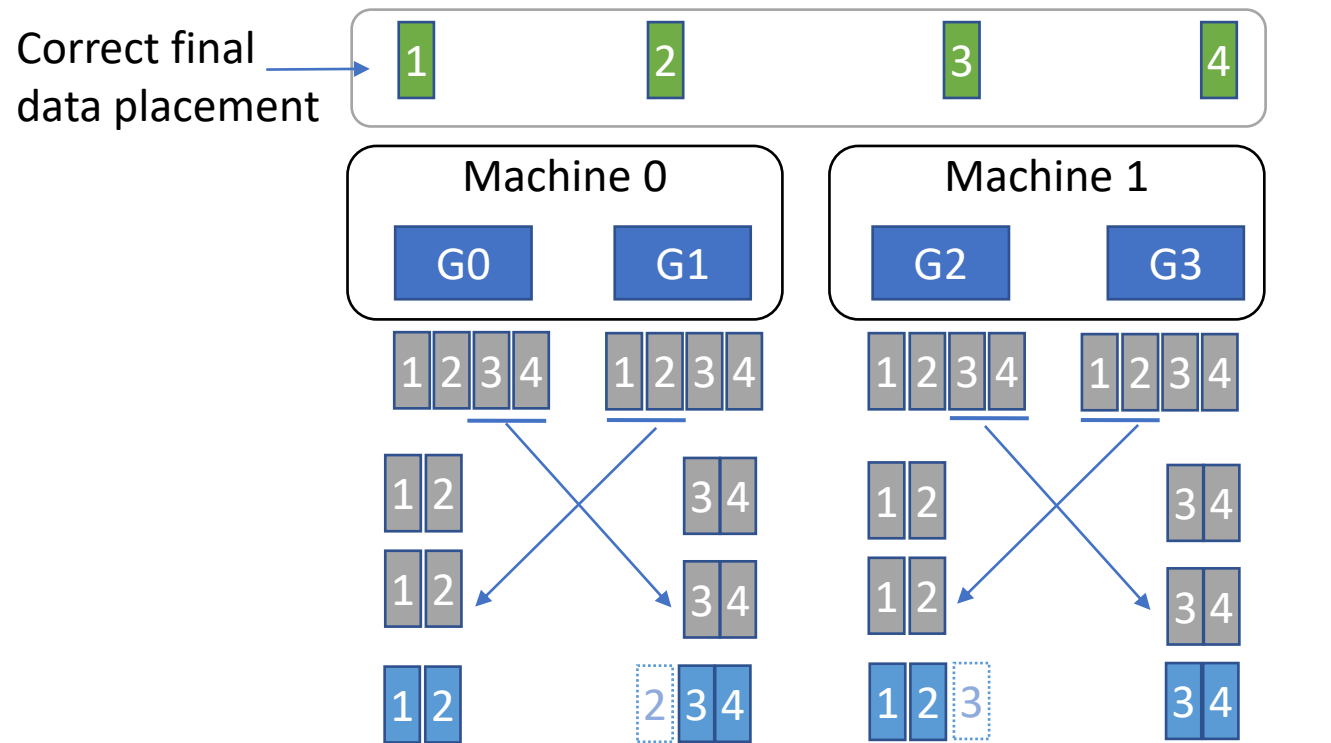 Correct final
data placement
1 2 3 4
Machine 0 Machine 1
G0 G1 G2 G3
1 2 3 4 1 2 3 4 1 2 3 4 1 2 3 4
1 2 3 4 1 2 3 4
1 2 3 4 1 2 3 4
1 2 2 3 4 1 2 3 3 4